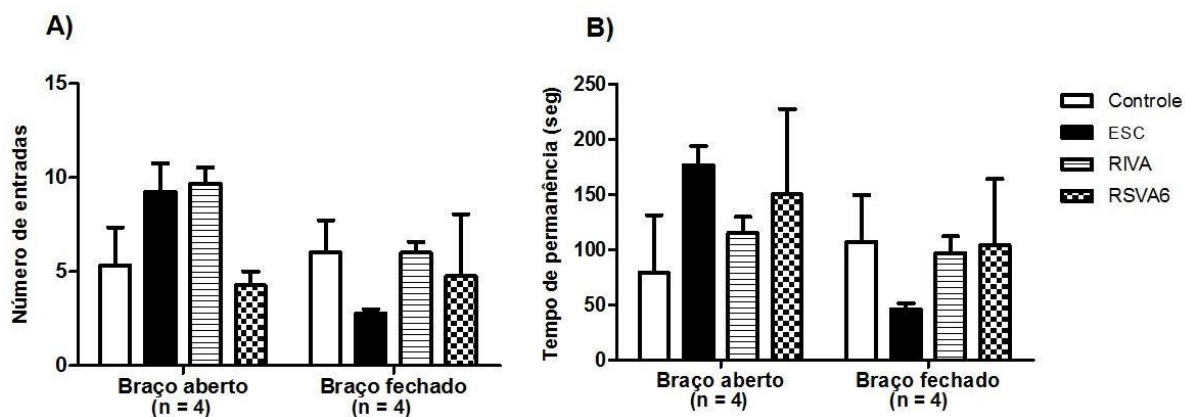 A)
Número de entradas
15
10
5
0
Braço aberto
(n = 4)
Braço fechado
(n = 4)
B)
Tempo de permanência (seg)
250
200
150
100
50
0
Braço aberto
(n = 4)
Braço fechado
(n = 4)
Controle
ESC
RIVA
RSVA6